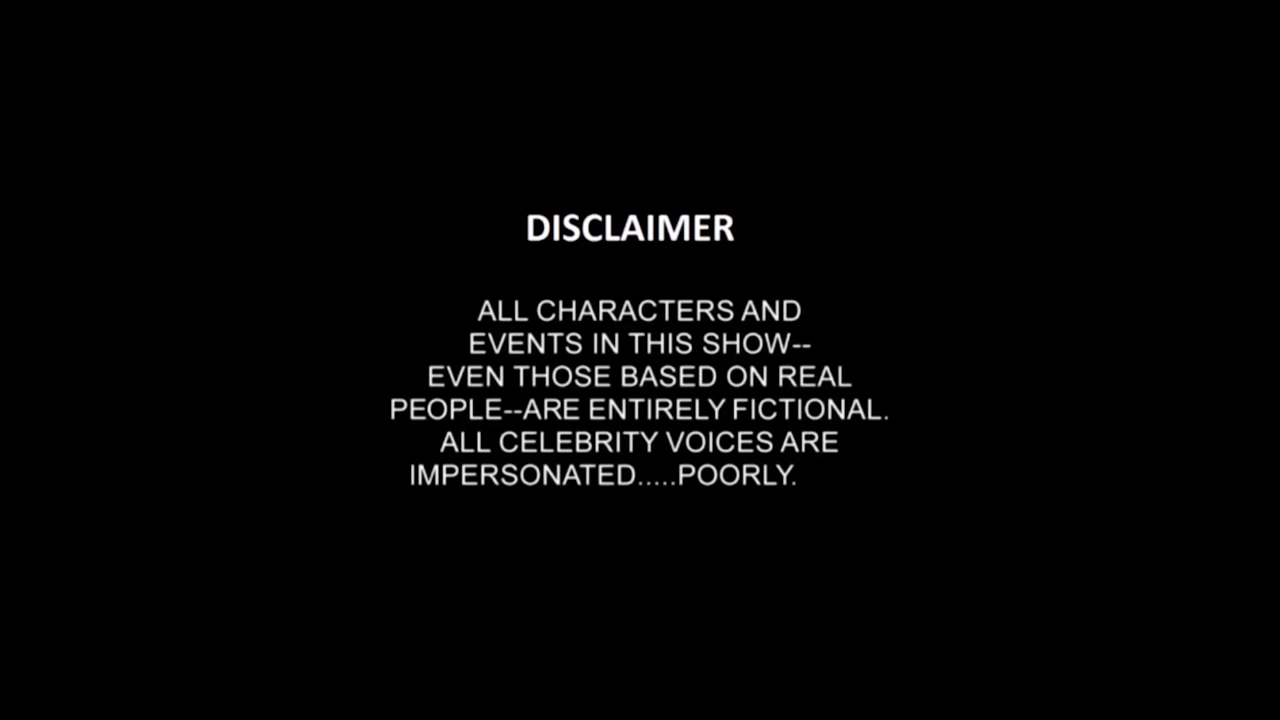 DISCLAIMER
ALL CHARACTERS AND
EVENTS IN THIS SHOW--
EVEN THOSE BASED ON REAL
PEOPLE--ARE ENTIRELY FICTIONAL.
ALL CELEBRITY VOICES ARE
IMPERSONATED.....POORLY.